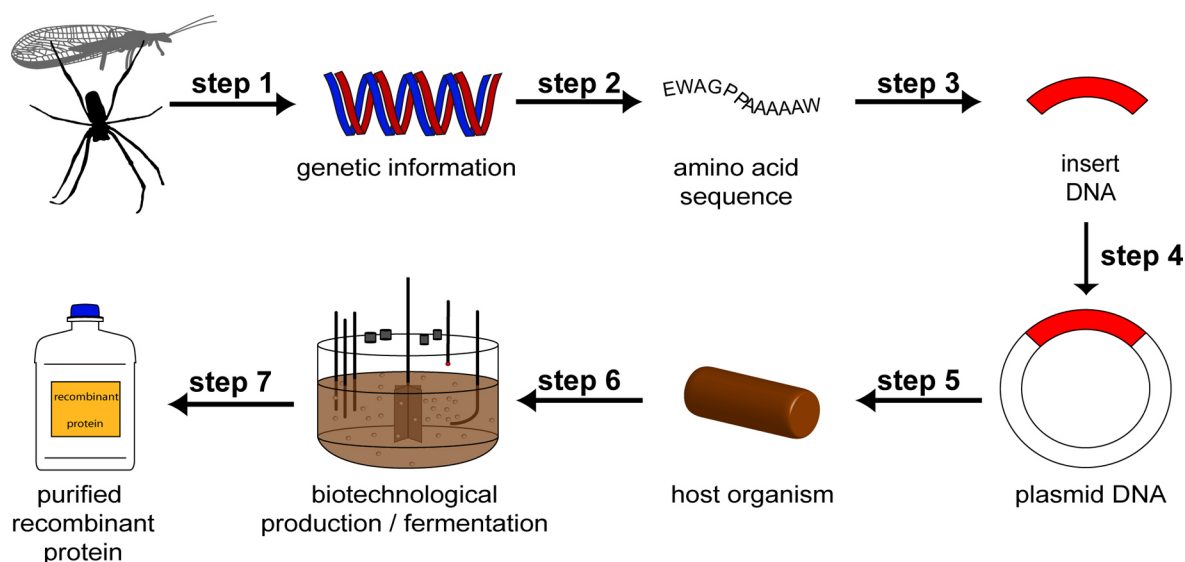 step 1
step 2
EWAGPPAAAAAW
step 3
genetic information
amino acid
sequence
insert
DNA
step 4
step 7
step 6
step 5
recombinant
protein
purified
recombinant
protein
biotechnological
production / fermentation
host organism
plasmid DNA